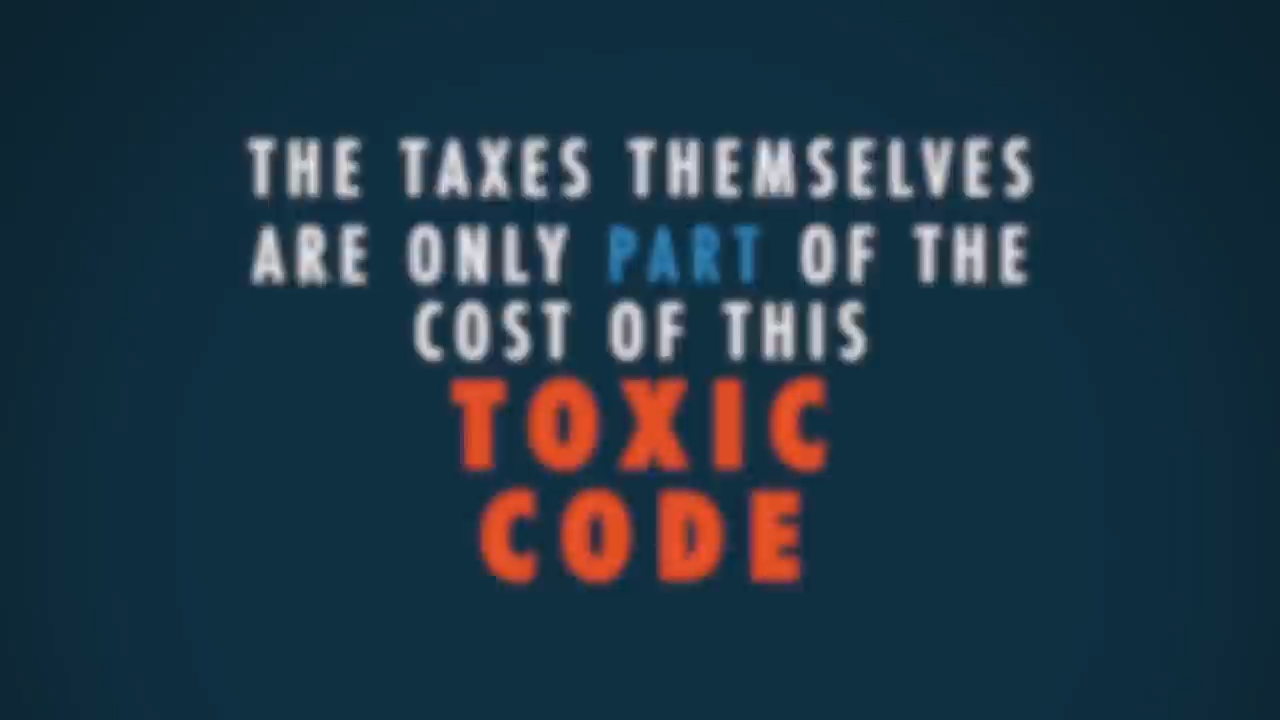 THE TAXES THEMSELVES
ARE ONLY PART OF THE
COST OF THIS
TOXIC
CODE